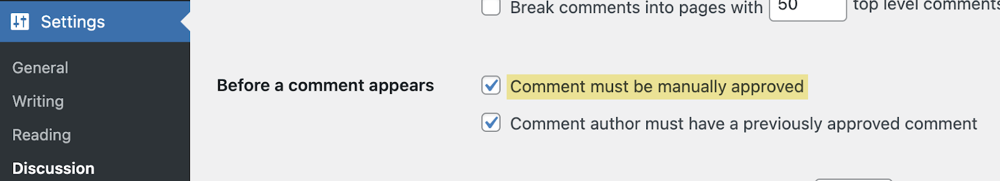 Settings
General
Writing
Reading
Discussion
Break comments into pages with 50 top level comments
Before a comment appears
Comment must be manually approved
Comment author must have a previously approved comment